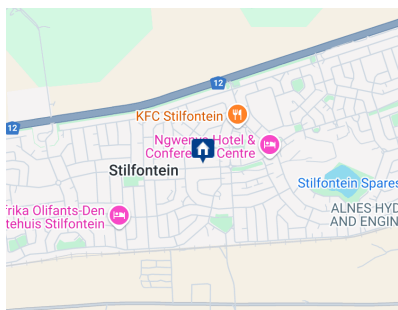 12
KFC Stilfontein
12
Ngwenya Hotel &
Conference Centre
Stilfontein
Stilfontein Spares
frika Olifants-Den
tehuis Stilfontein
ALNES HYD
AND ENGIN